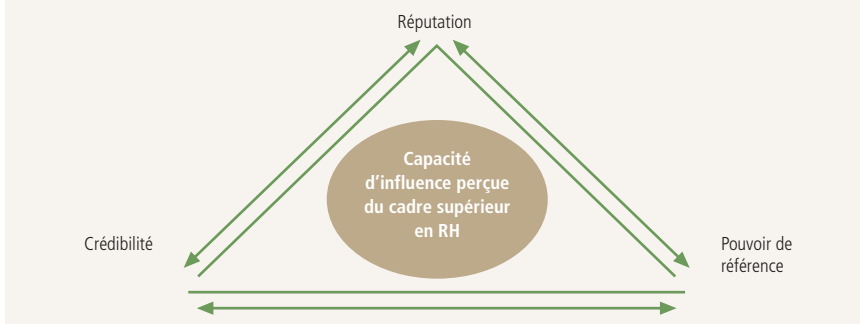 Réputation
Capacité
d’influence perçue
du cadre supérieur
en RH
Crédibilité
Pouvoir de
référence